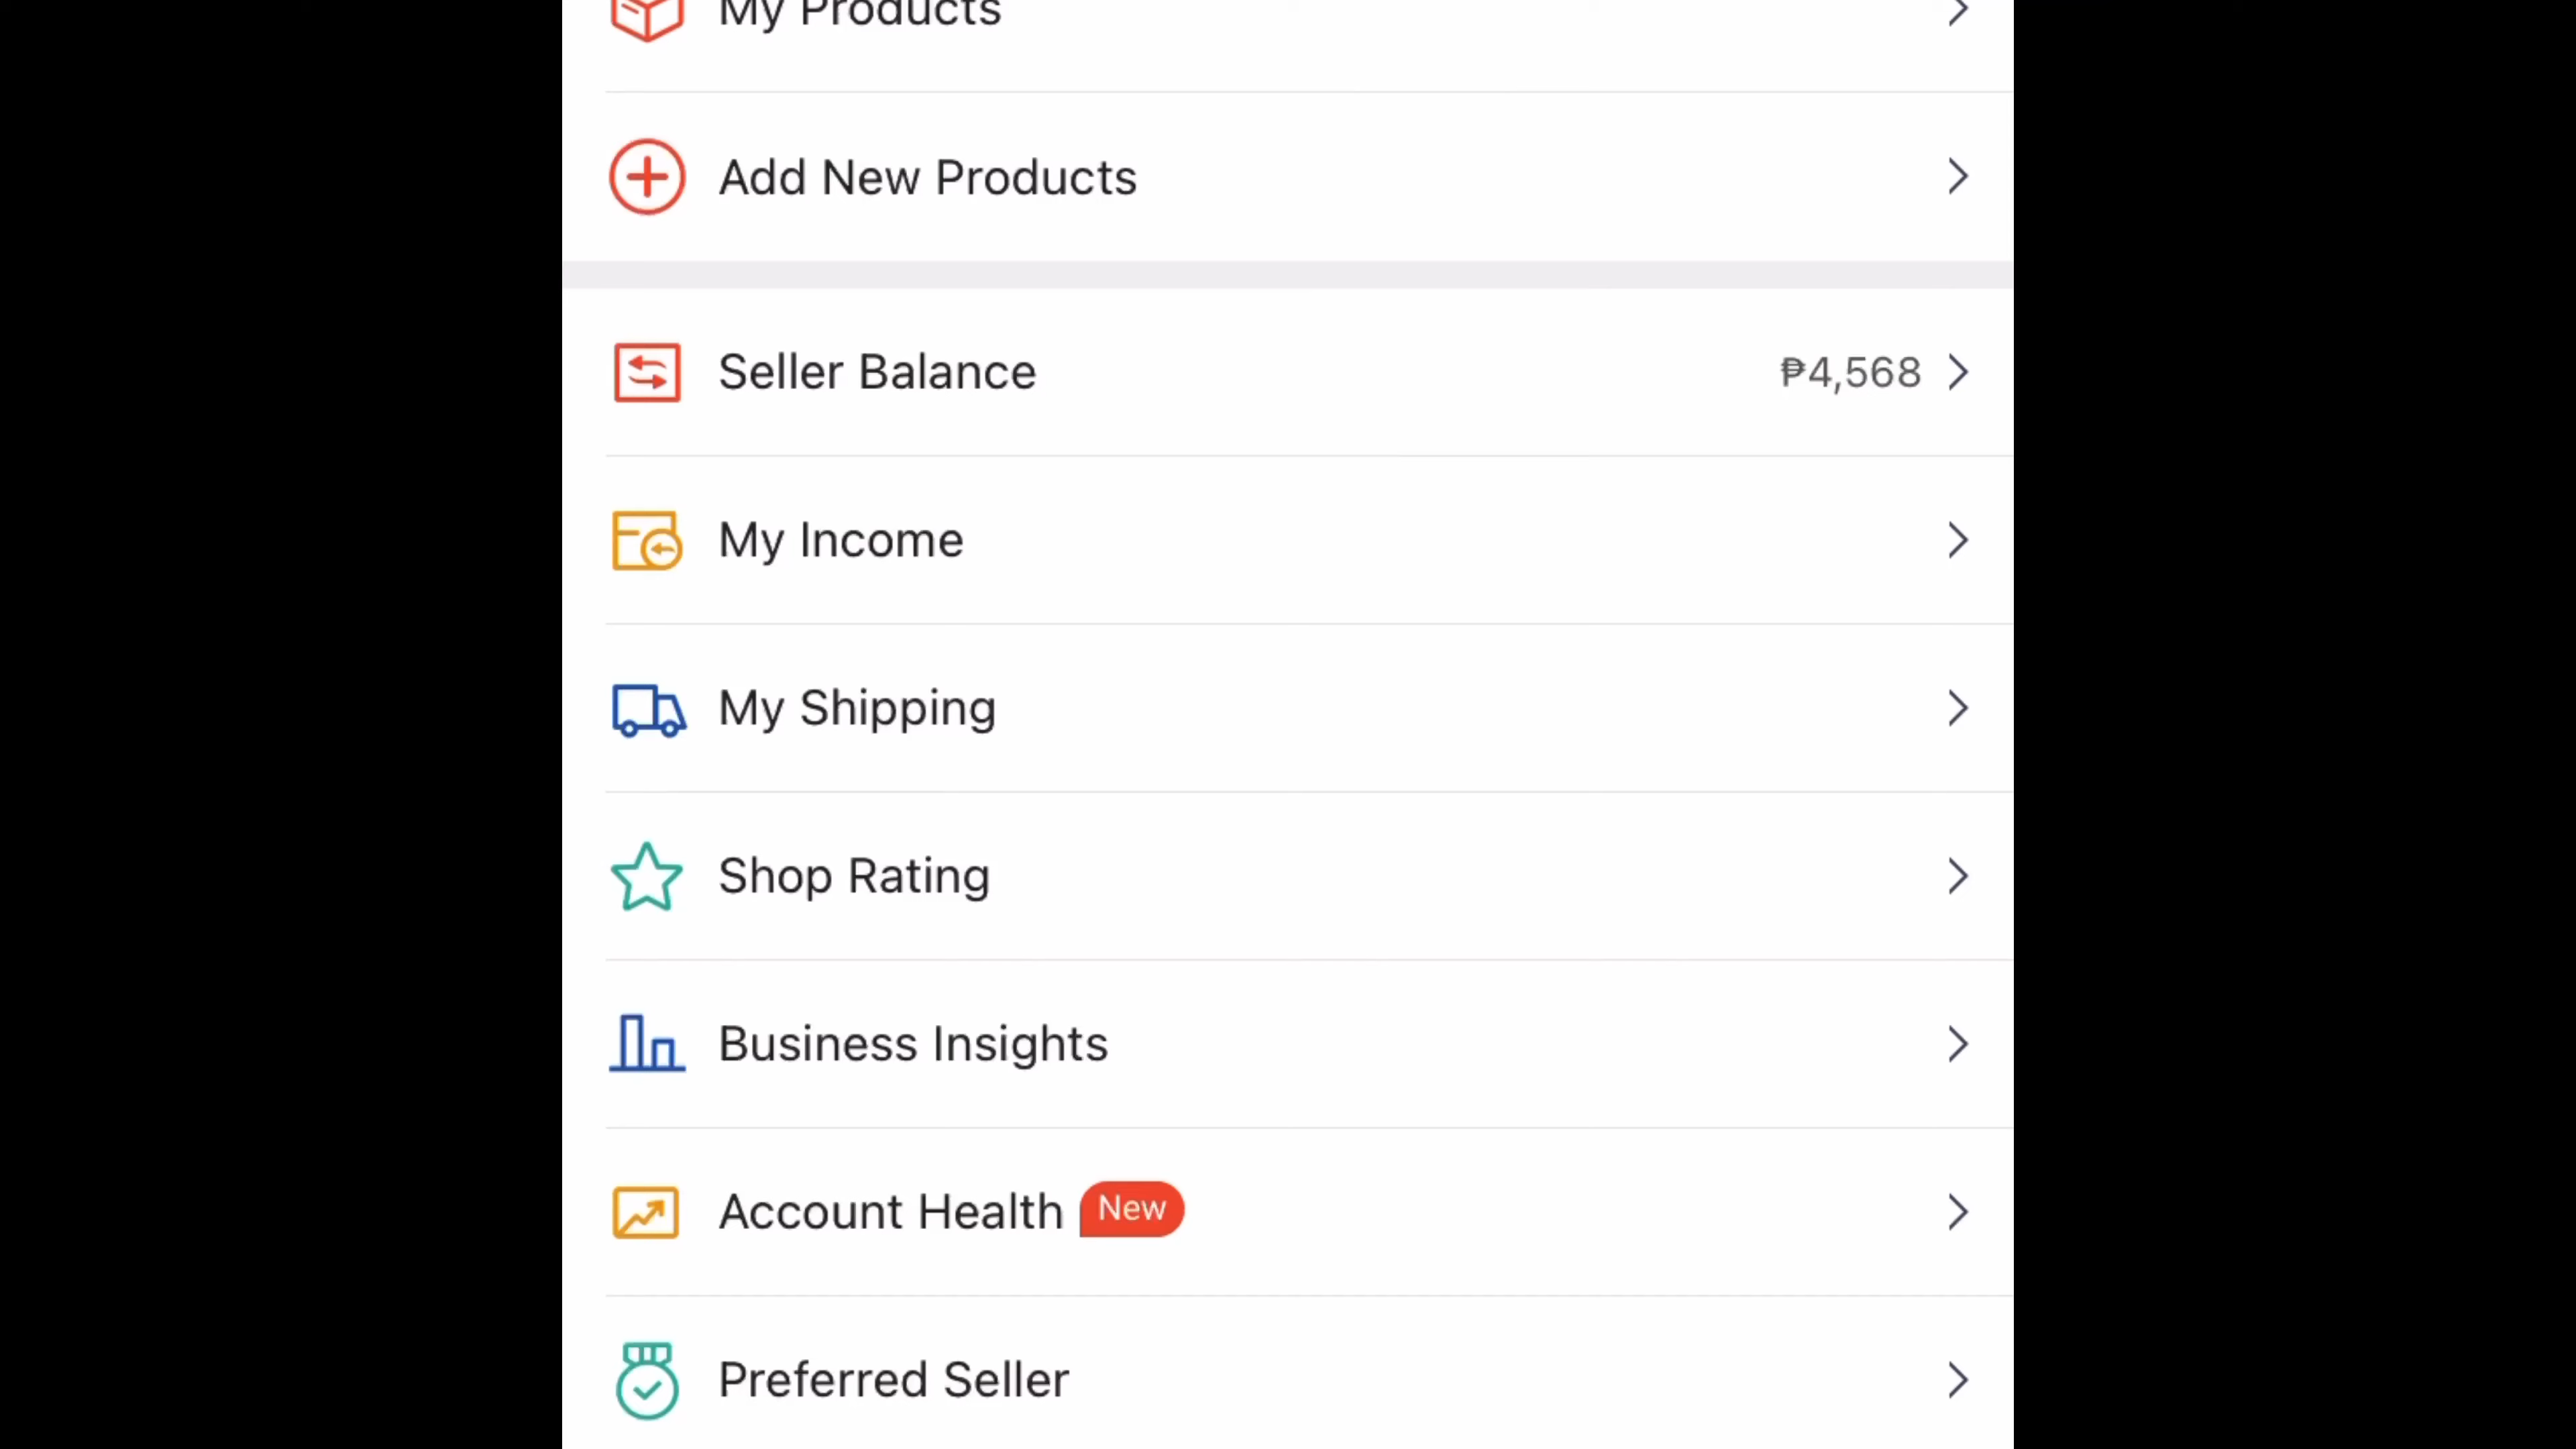 My Products
Add New Products
Seller Balance ₱4,568
My Income
My Shipping
Shop Rating
Business Insights
Account Health New
Preferred Seller